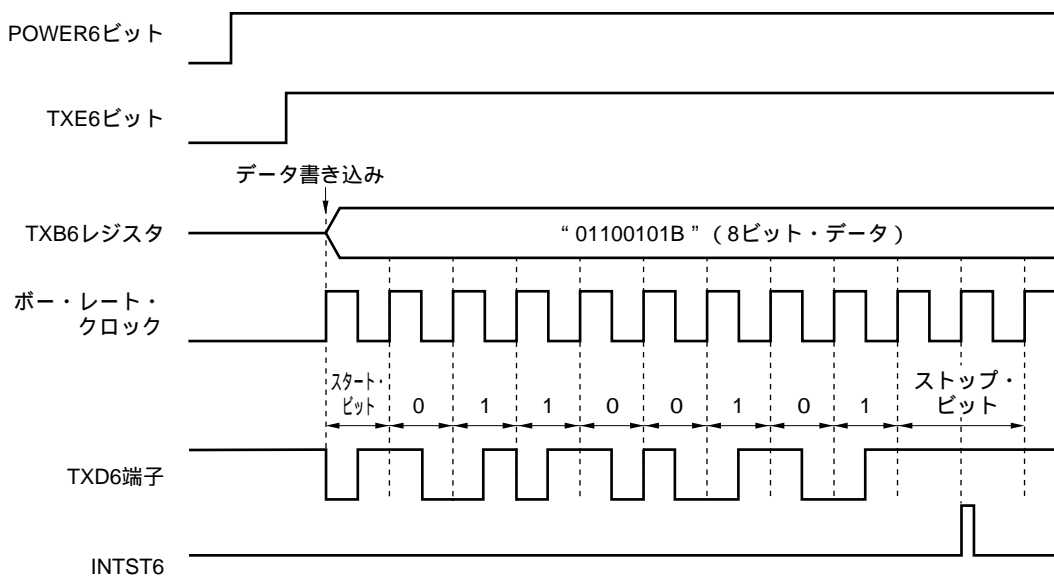 POWER6ビット
TXE6ビット
データ書き込み
TXB6レジスタ
“ 01100101B ”（8ビット・データ）
ボー・レート・
クロック
スタート・
ビット
0 1 1 0 0 1 0 1
ストップ・
ビット
TXD6端子
INTST6